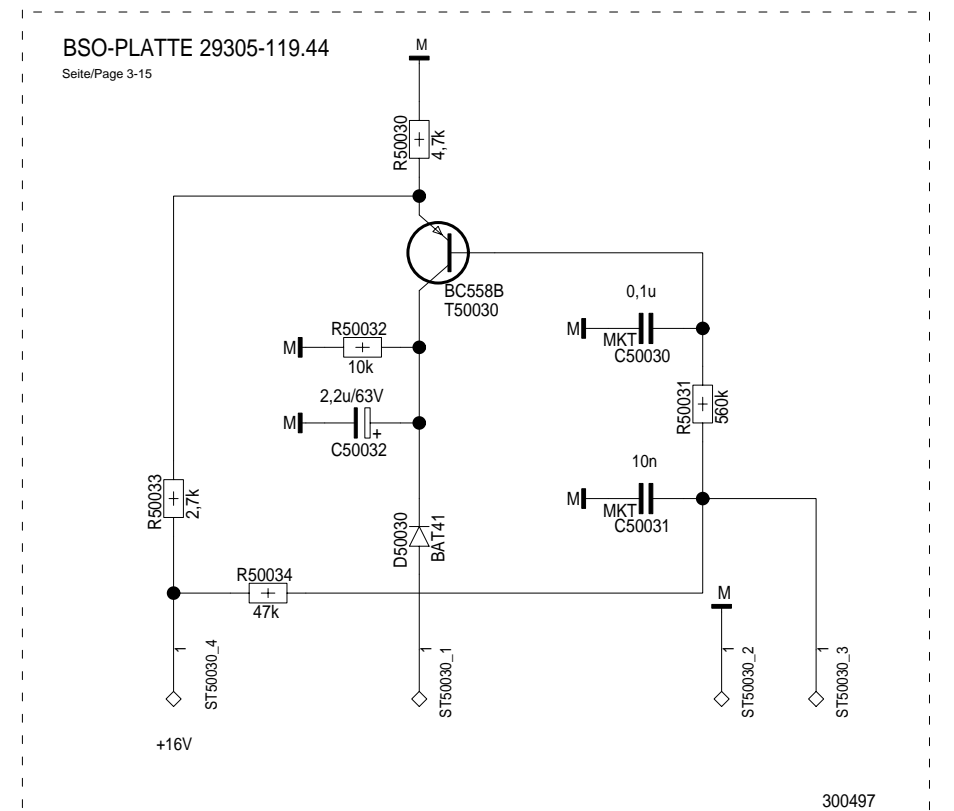 BSO-PLATTE 29305-119.44
Seite/Page 3-15
M
R50030
4,7k
BC558B
T50030
0,1u
M
MKT
C50030
R50032
M
10k
2,2u/63V
M
+
C50032
R50031
560k
10n
M
MKT
C50031
R50033
2,7k
D50030
BAT41
R50034
47k
M
1
ST50030_4
1
ST50030_1
1
ST50030_2
1
ST50030_3
+16V
300497